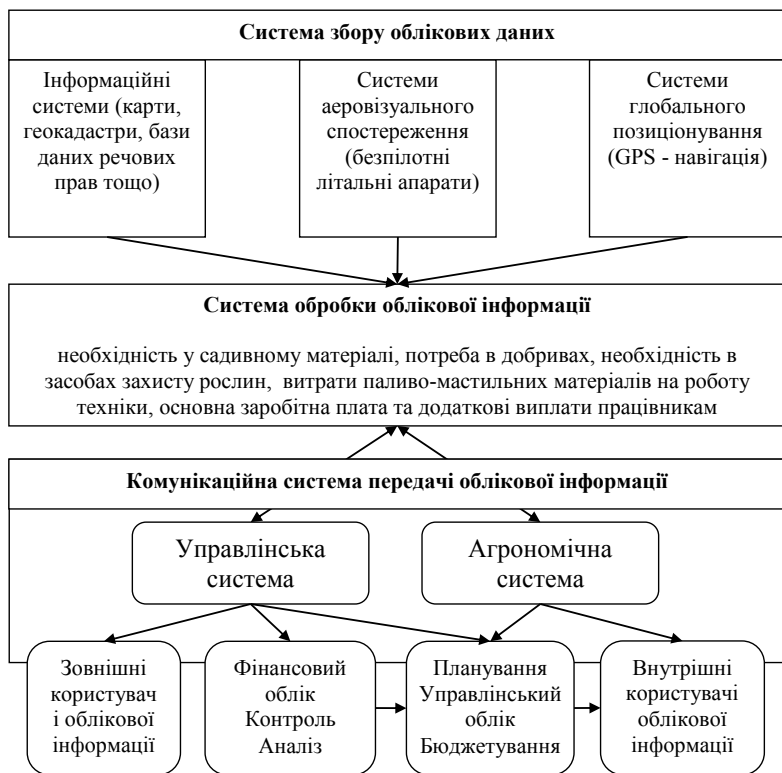 Система збору облікових даних
Інформаційні
системи (карти,
геокадастри, бази
даних речових
прав тощо)
Системи
аеровізуального
спостереження
(безпілотні
літальні апарати)
Системи
глобального
позиціонування
(GPS - навігація)
Система обробки облікової інформації
необхідність у садивному матеріалі, потреба в добривах, необхідність в
засобах захисту рослин, витрати паливо-мастильних матеріалів на роботу
техніки, основна заробітна плата та додаткові виплати працівникам
Комунікаційна система передачі облікової інформації
Управлінська
система
Агрономічна
система
Зовнішні
користувач
і облікової
інформації
Фінансовий
облік
Контроль
Аналіз
Планування
Управлінський
облік
Бюджетування
Внутрішні
користувачі
облікової
інформації